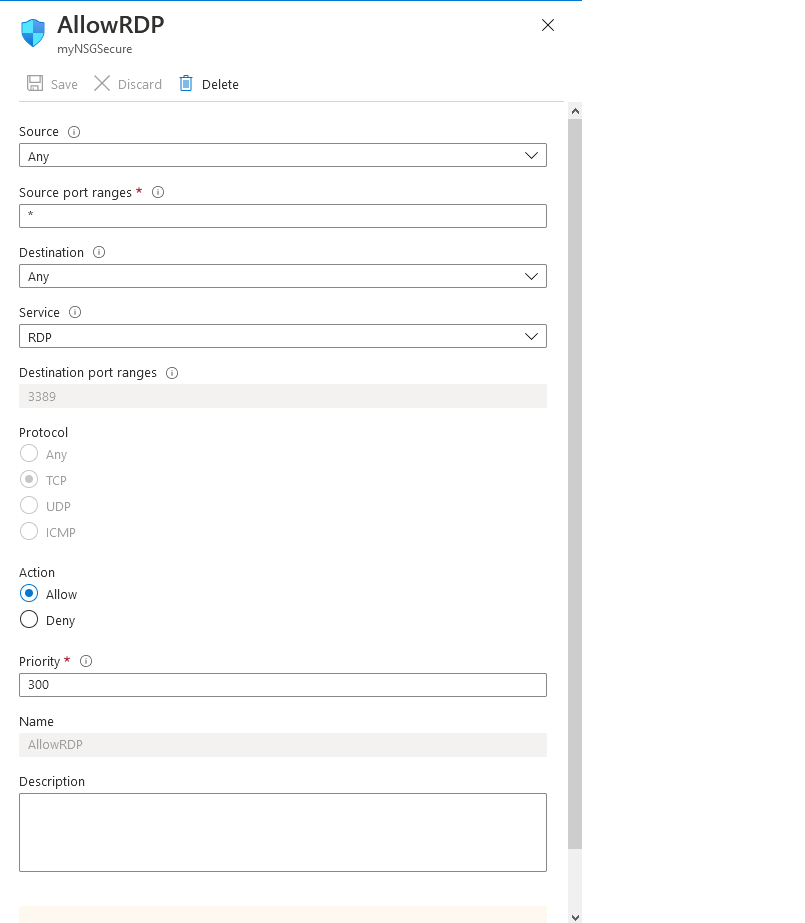 AllowRDP
myNSGSecure
Save Discard Delete
Source
Any
Source port ranges *
*
Destination
Any
Service
RDP
Destination port ranges
3389
Protocol
Any
TCP
UDP
ICMP
Action
Allow
Deny
Priority *
300
Name
AllowRDP
Description